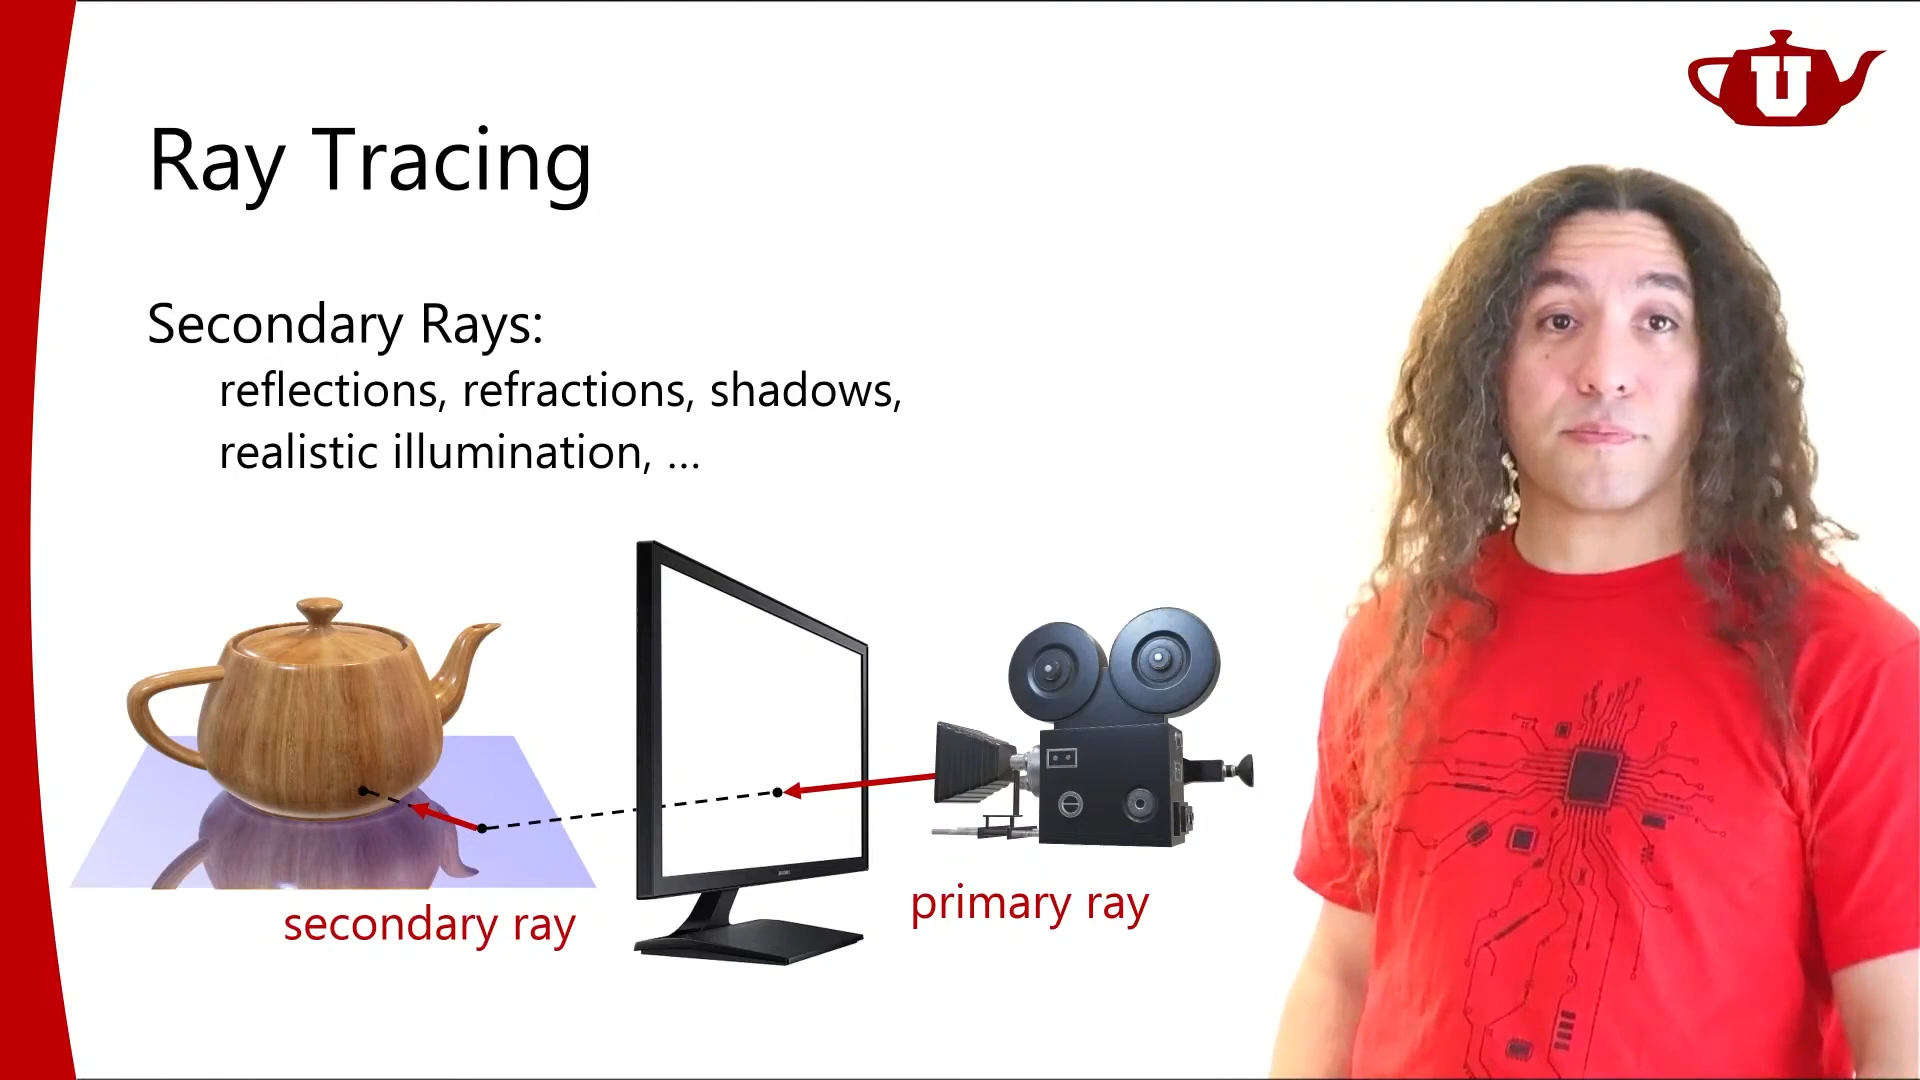 U
Ray Tracing
Secondary Rays:
reflections, refractions, shadows,
realistic illumination, ...
secondary ray
primary ray